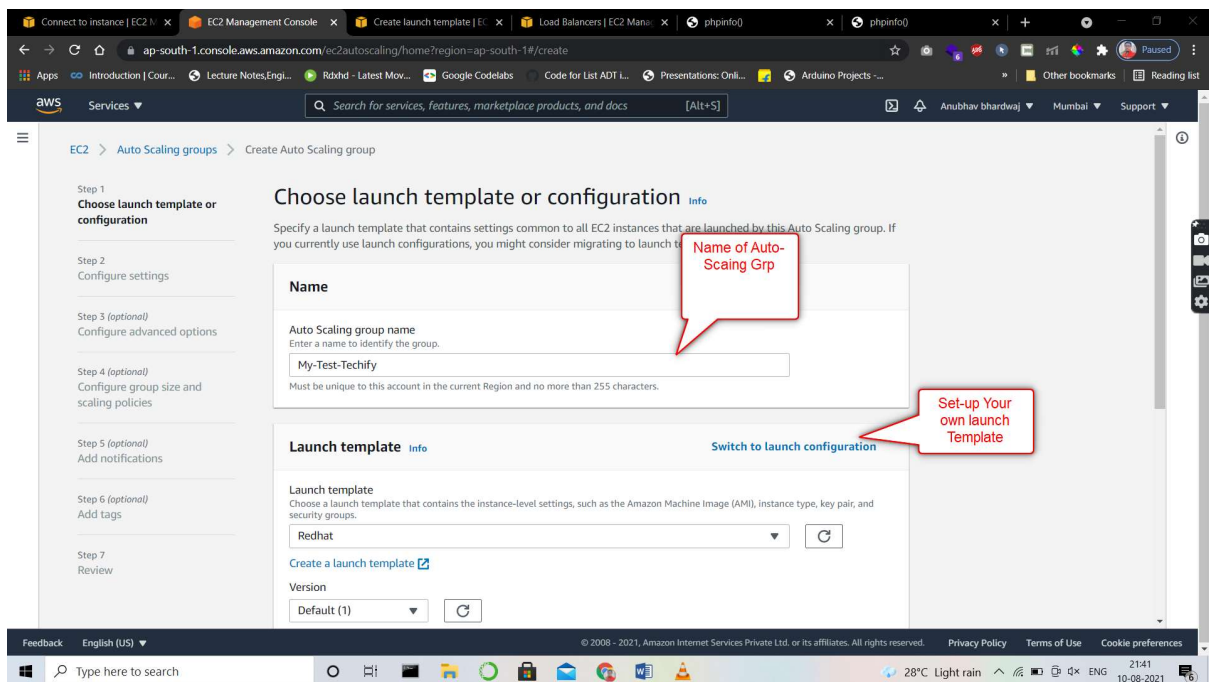 Connect to instance | EC2 M
EC2 Management Console
Create launch template | EC
Load Balancers | EC2 Manag
phpinfo()
phpinfo()
ap-south-1.console.aws.amazon.com/ec2autoscaling/home?region=ap-south-1#/create
6
Paused
Apps
Introduction | Cour...
Lecture Notes,Engi...
Rdxhd - Latest Mov...
Google Codelabs
Code for List ADT i...
Presentations: Onli...
Arduino Projects -...
»
Other bookmarks
Reading list
aws
Services ▼
Search for services, features, marketplace products, and docs
[Alt+S]
Anubhav bhardwaj ▼
Mumbai ▼
Support ▼
EC2 > Auto Scaling groups > Create Auto Scaling group
Step 1
Choose launch template or
configuration
Step 2
Configure settings
Step 3 (optional)
Configure advanced options
Step 4 (optional)
Configure group size and
scaling policies
Step 5 (optional)
Add notifications
Step 6 (optional)
Add tags
Step 7
Review
Choose launch template or configuration Info
Specify a launch template that contains settings common to all EC2 instances that are launched by this Auto Scaling group. If
you currently use launch configurations, you might consider migrating to launch te
Name of Auto-
Scaing Grp
Name
Auto Scaling group name
Enter a name to identify the group.
My-Test-Techify
Must be unique to this account in the current Region and no more than 255 characters.
Set-up Your
own launch
Template
Launch template Info
Switch to launch configuration
Launch template
Choose a launch template that contains the instance-level settings, such as the Amazon Machine Image (AMI), instance type, key pair, and
security groups.
Redhat
Create a launch template
Version
Default (1)
Feedback
English (US) ▼
© 2008 - 2021, Amazon Internet Services Private Ltd. or its affiliates. All rights reserved.
Privacy Policy
Terms of Use
Cookie preferences
Type here to search
28°C Light rain
ENG
21:41
10-08-2021
6